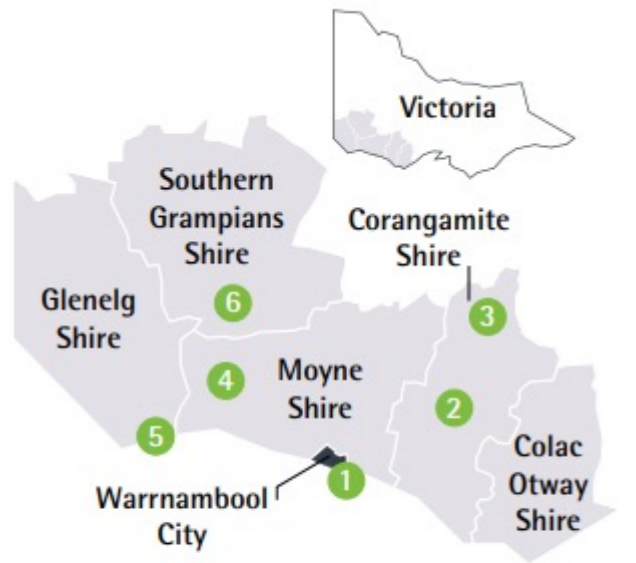 Victoria
Southern
Grampians
Shire
Corangamite
Shire
Glenelg
Shire
6
3
4
Moyne
Shire
2
5
Colac
Otway
Shire
1
Warrnambool
City